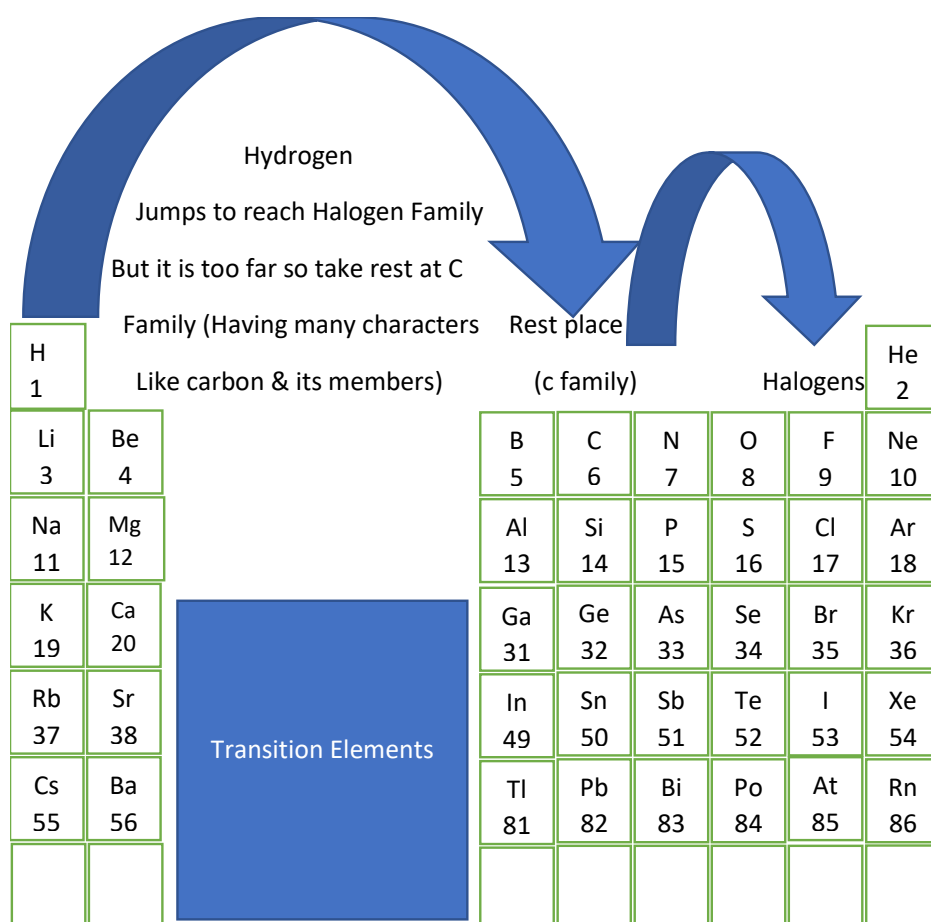 Hydrogen
Jumps to reach Halogen Family
But it is too far so take rest at C
Family (Having many characters Rest place
Like carbon & its members) (c family) Halogens
H He
1 2
Li Be B C N O F Ne
3 4 5 6 7 8 9 10
Na Mg Al Si P S Cl Ar
11 12 13 14 15 16 17 18
K Ca Ga Ge As Se Br Kr
19 20 31 32 33 34 35 36
Rb Sr In Sn Sb Te I Xe
37 38 49 50 51 52 53 54
Transition Elements
Cs Ba Tl Pb Bi Po At Rn
55 56 81 82 83 84 85 86